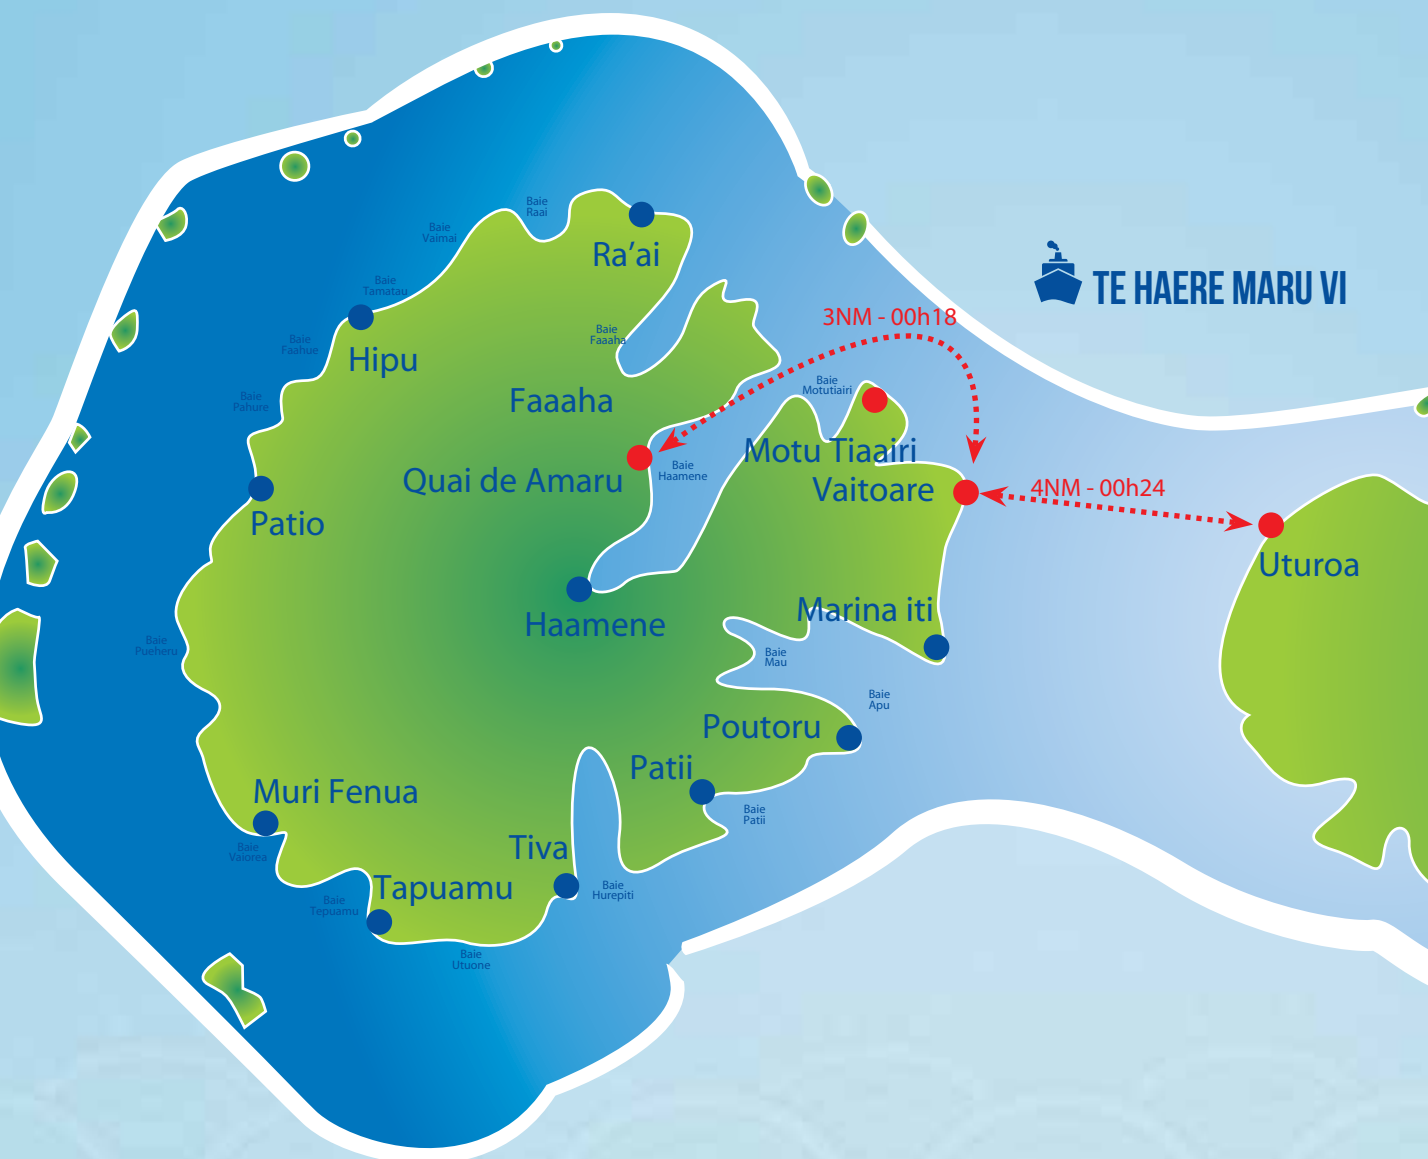 Baie
Raai
Baie
Vaimai
Ra'ai
Baie
Tamatau
TE HAERE MARU VI
3NM - 00h18
Baie
Faahue
Baie
Faaaha
Hipu
Baie
Motutiairi
Baie
Pahure
Faaaha
Motu Tiaairi
Baie
Haamene
Quai de Amaru
Vaitoare
4NM - 00h24
Patio
Uturoa
Haamene
Marina iti
Baie
Pueheru
Baie
Mau
Baie
Apu
Poutoru
Patii
Muri Fenua
Baie
Patii
Baie
Vaiorea
Tiva
Tapuamu
Baie
Hurepiti
Baie
Tepuamu
Baie
Utuone